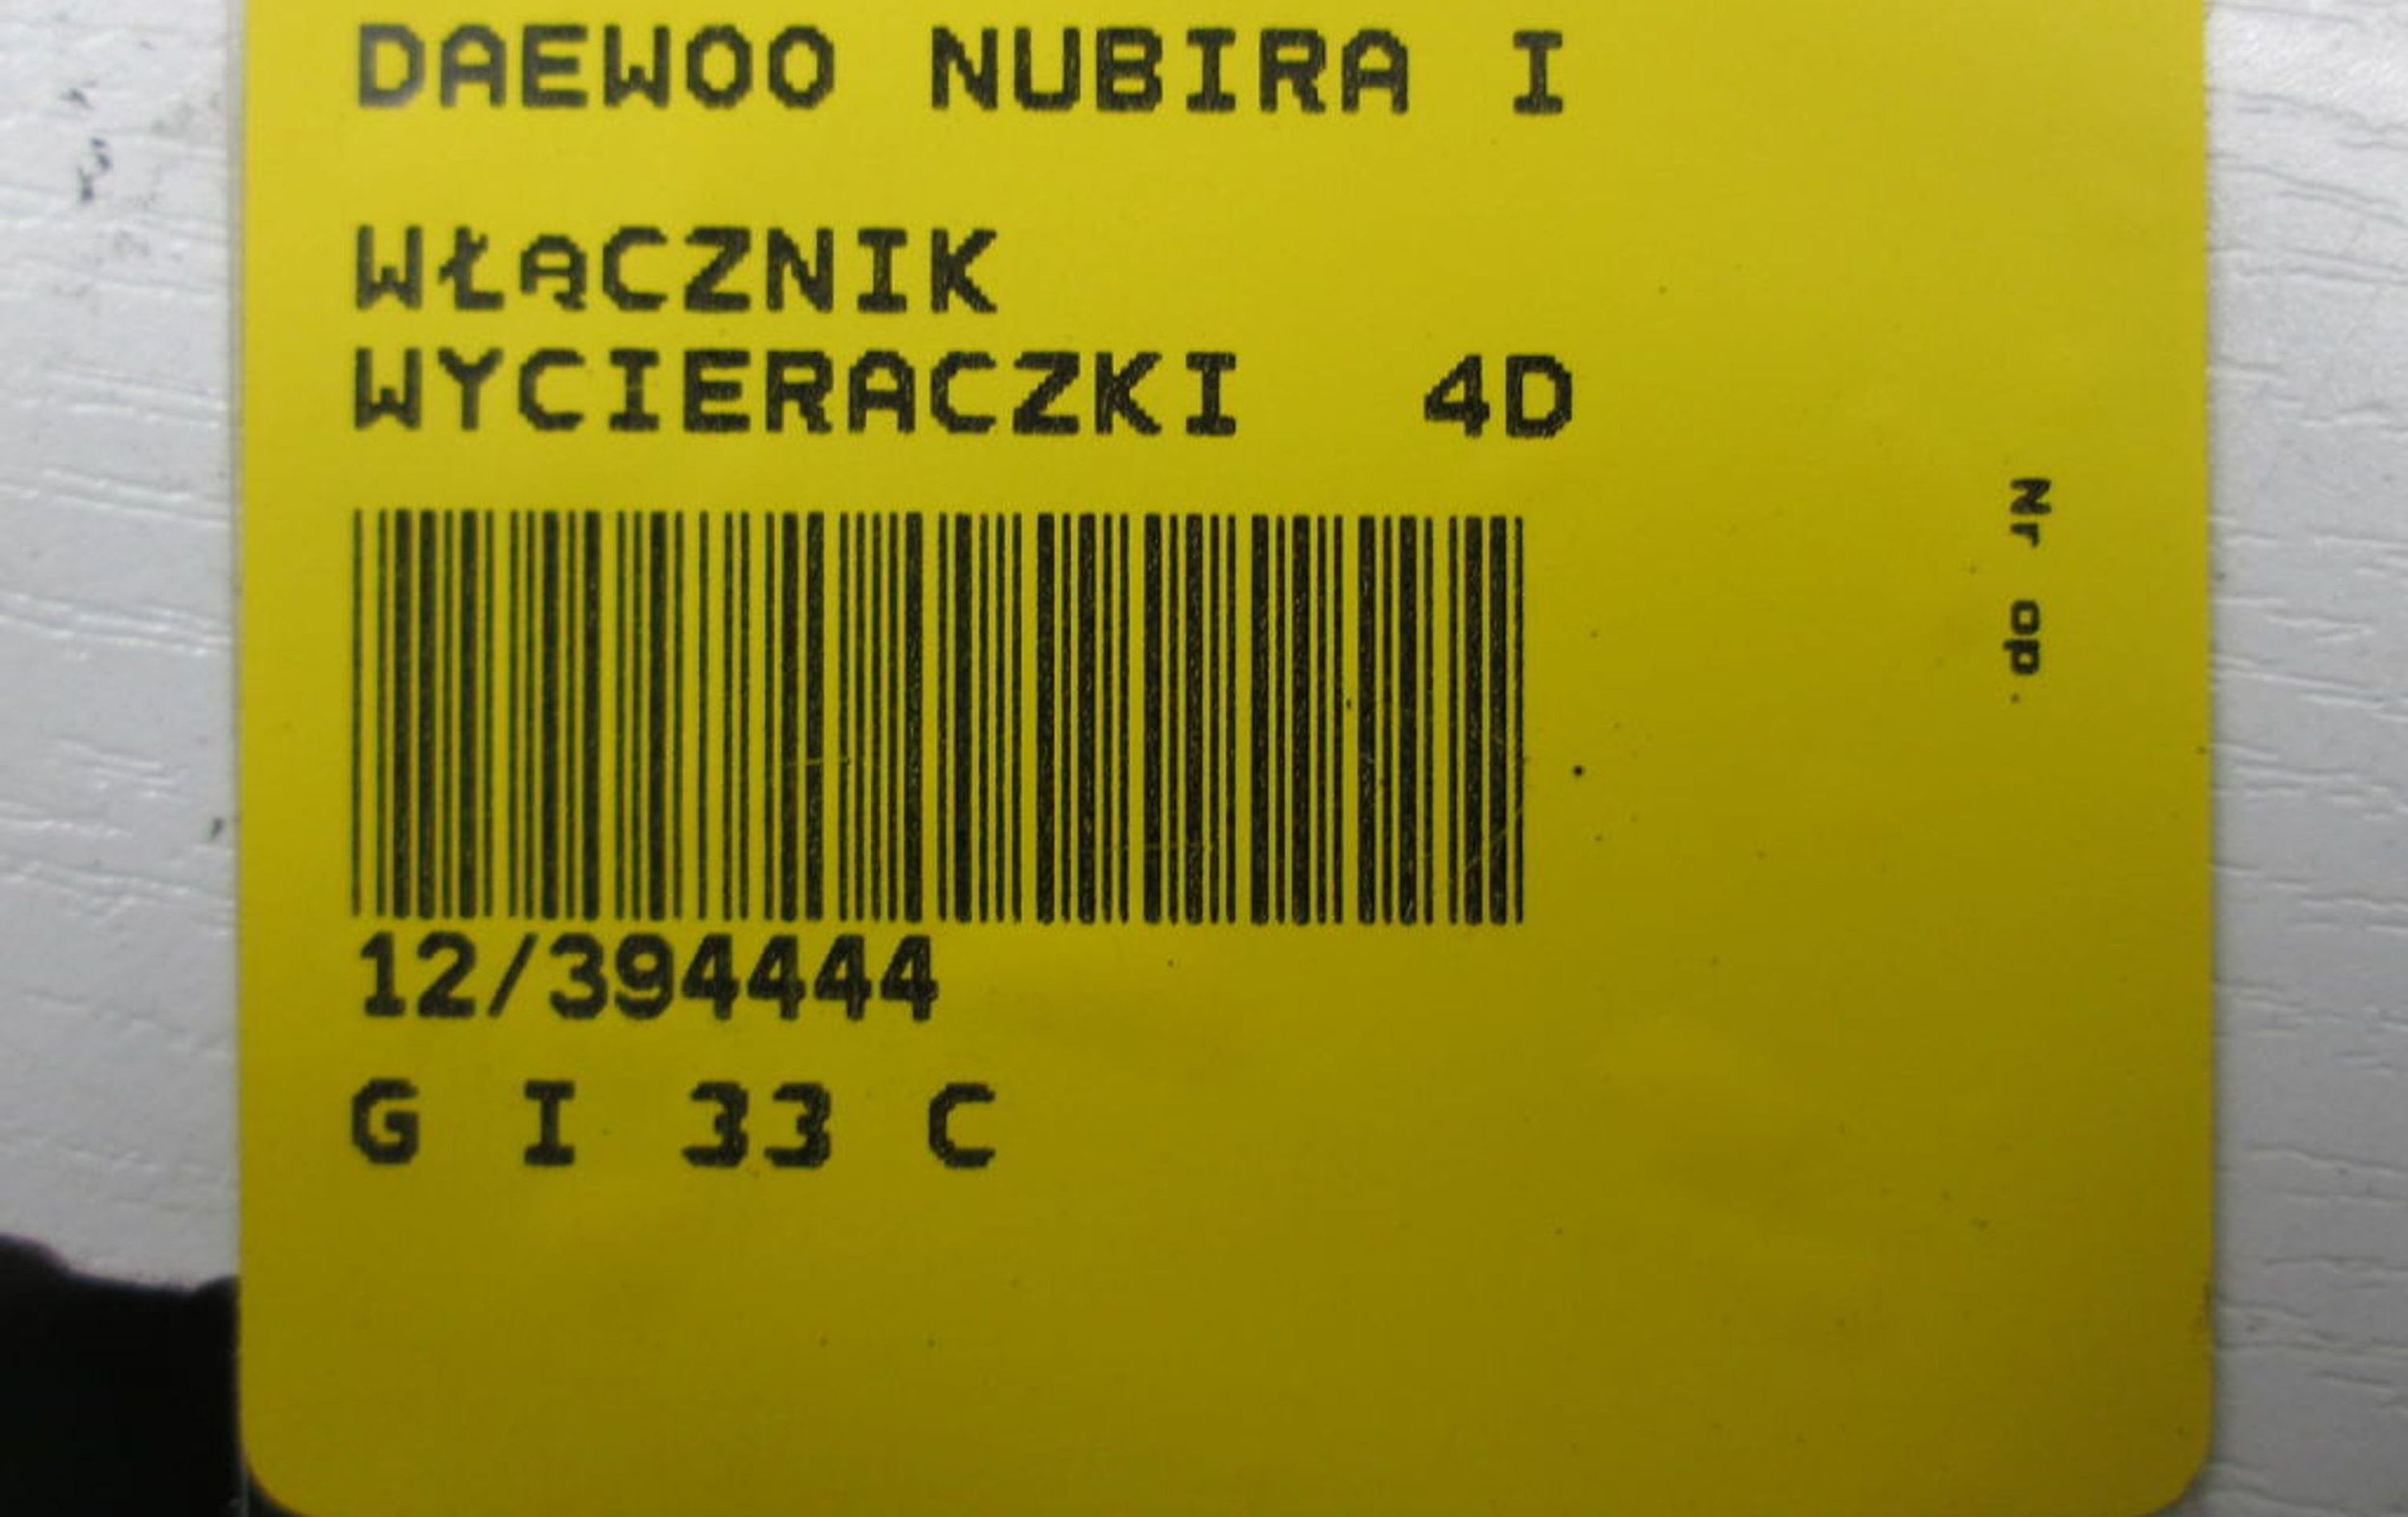 DAEWOO NUBIRA I
WŁĄCZNIK
WYCIERACZKI 4D
12/394444
G I 33 C
Nr op.